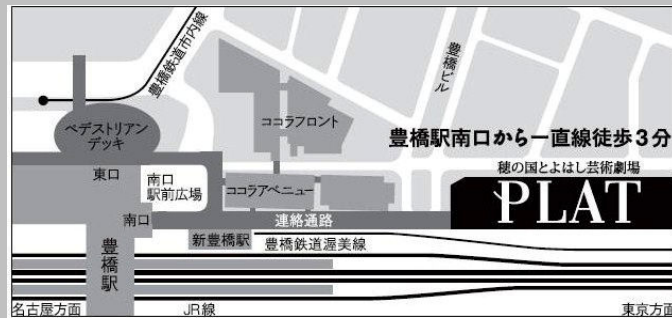 豊橋鉄道市内線
豊橋ビル
ペデストリアン
デッキ
ココラフロント
豊橋駅南口から一直線徒歩3分
穂の国とよはし芸術劇場
PLAT
東口
南口
駅前広場
ココラアベニュー
南口
連絡通路
新豊橋駅
豊橋鉄道渥美線
豊橋駅
名古屋方面
JR線
東京方面